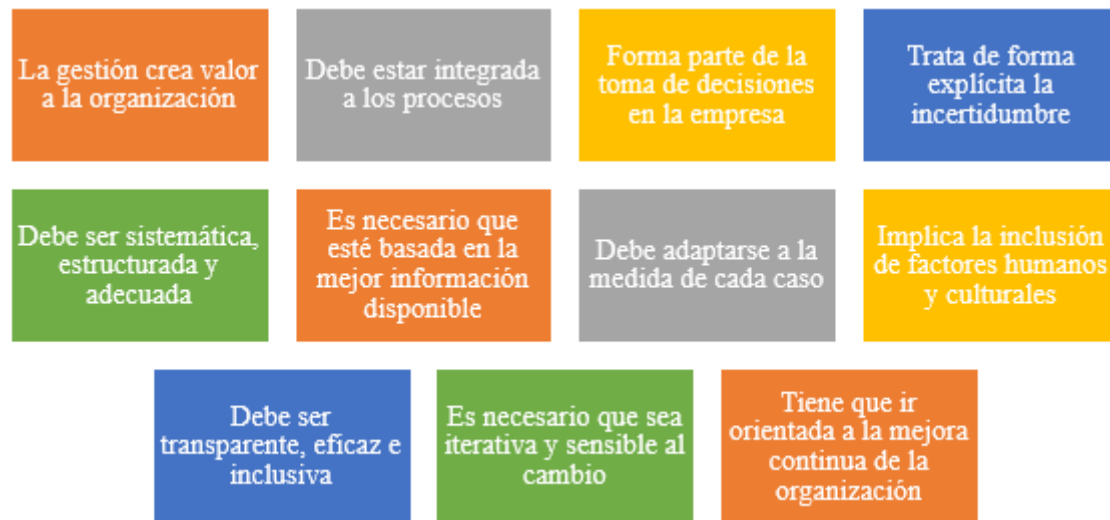 La gestión crea valor
a la organización
Debe estar integrada
a los procesos
Forma parte de la
toma de decisiones
en la empresa
Trata de forma
explícita la
incertidumbre
Debe ser sistemática,
estructurada y
adecuada
Es necesario que
esté basada en la
mejor información
disponible
Debe adaptarse a la
medida de cada caso
Implica la inclusión
de factores humanos
y culturales
Debe ser
transparente, eficaz e
inclusiva
Es necesario que sea
iterativa y sensible al
cambio
Tiene que ir
orientada a la mejora
continua de la
organización